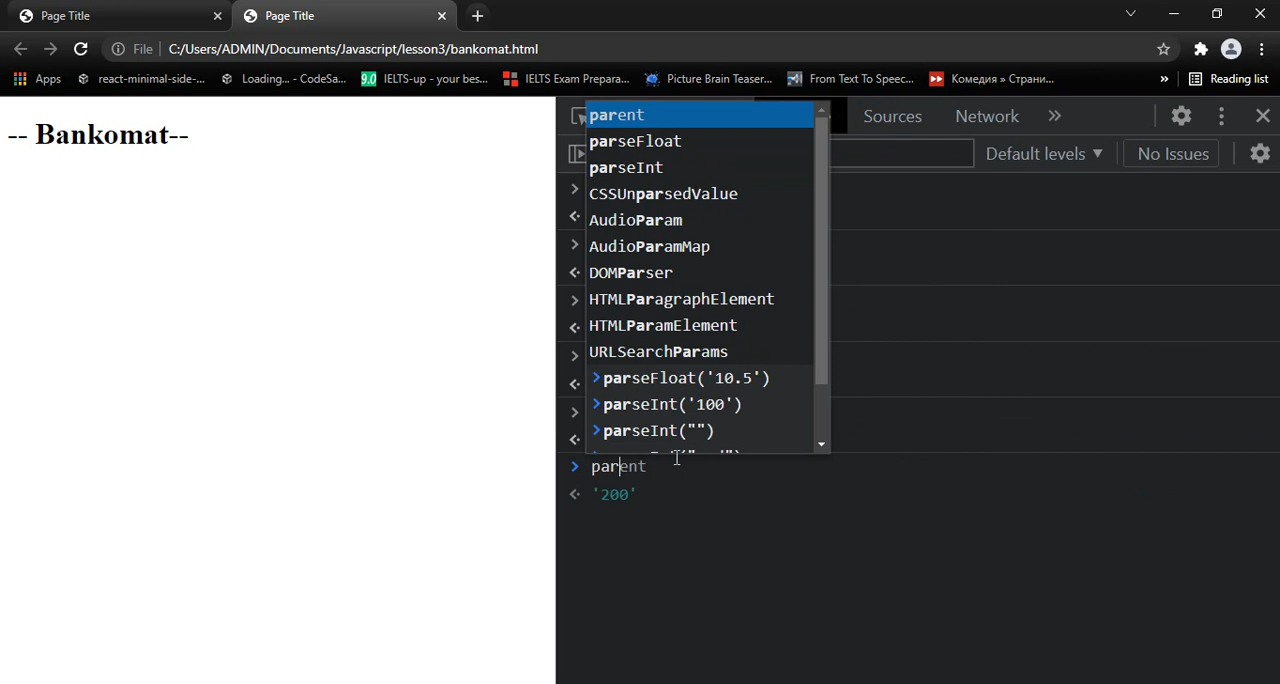 Page Title
Page Title
File
C:/Users/ADMIN/Documents/Javascript/lesson3/bankomat.html
Apps
react-minimal-side-...
Loading... - CodeSa...
9.0 IELTS-up - your bes...
IELTS Exam Prepara...
Picture Brain Teaser...
From Text To Speec...
Комедия » Страни...
»
Reading list
-- Bankomat--
Sources
Network
»
Default levels
No Issues
parent
parseFloat
parseInt
CSSUnparsedValue
AudioParam
AudioParamMap
DOMParser
HTMLParagraphElement
HTMLParamElement
URLSearchParams
parseFloat('10.5')
parseInt('100')
parseInt("")
parent
'200'